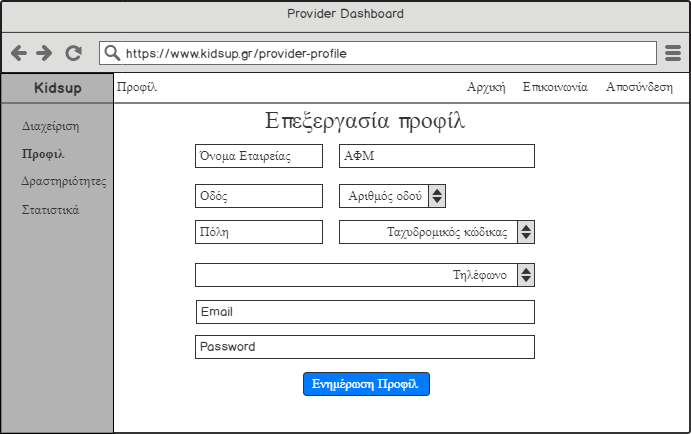 Provider Dashboard
https://www.kidsup.gr/provider-profile
Kidsup
Προφίλ Αρχική Επικοινωνία Αποσύνδεση
Διαχείριση
Προφιλ
Δραστηριότητες
Στατιστικά
Επεξεργασία προφίλ
Όνομα Εταιρείας ΑΦΜ
Οδός Αριθμός οδού
Πόλη Ταχυδρομικός κώδικας
Τηλέφωνο
Email
Password
Ενημέρωση Προφίλ